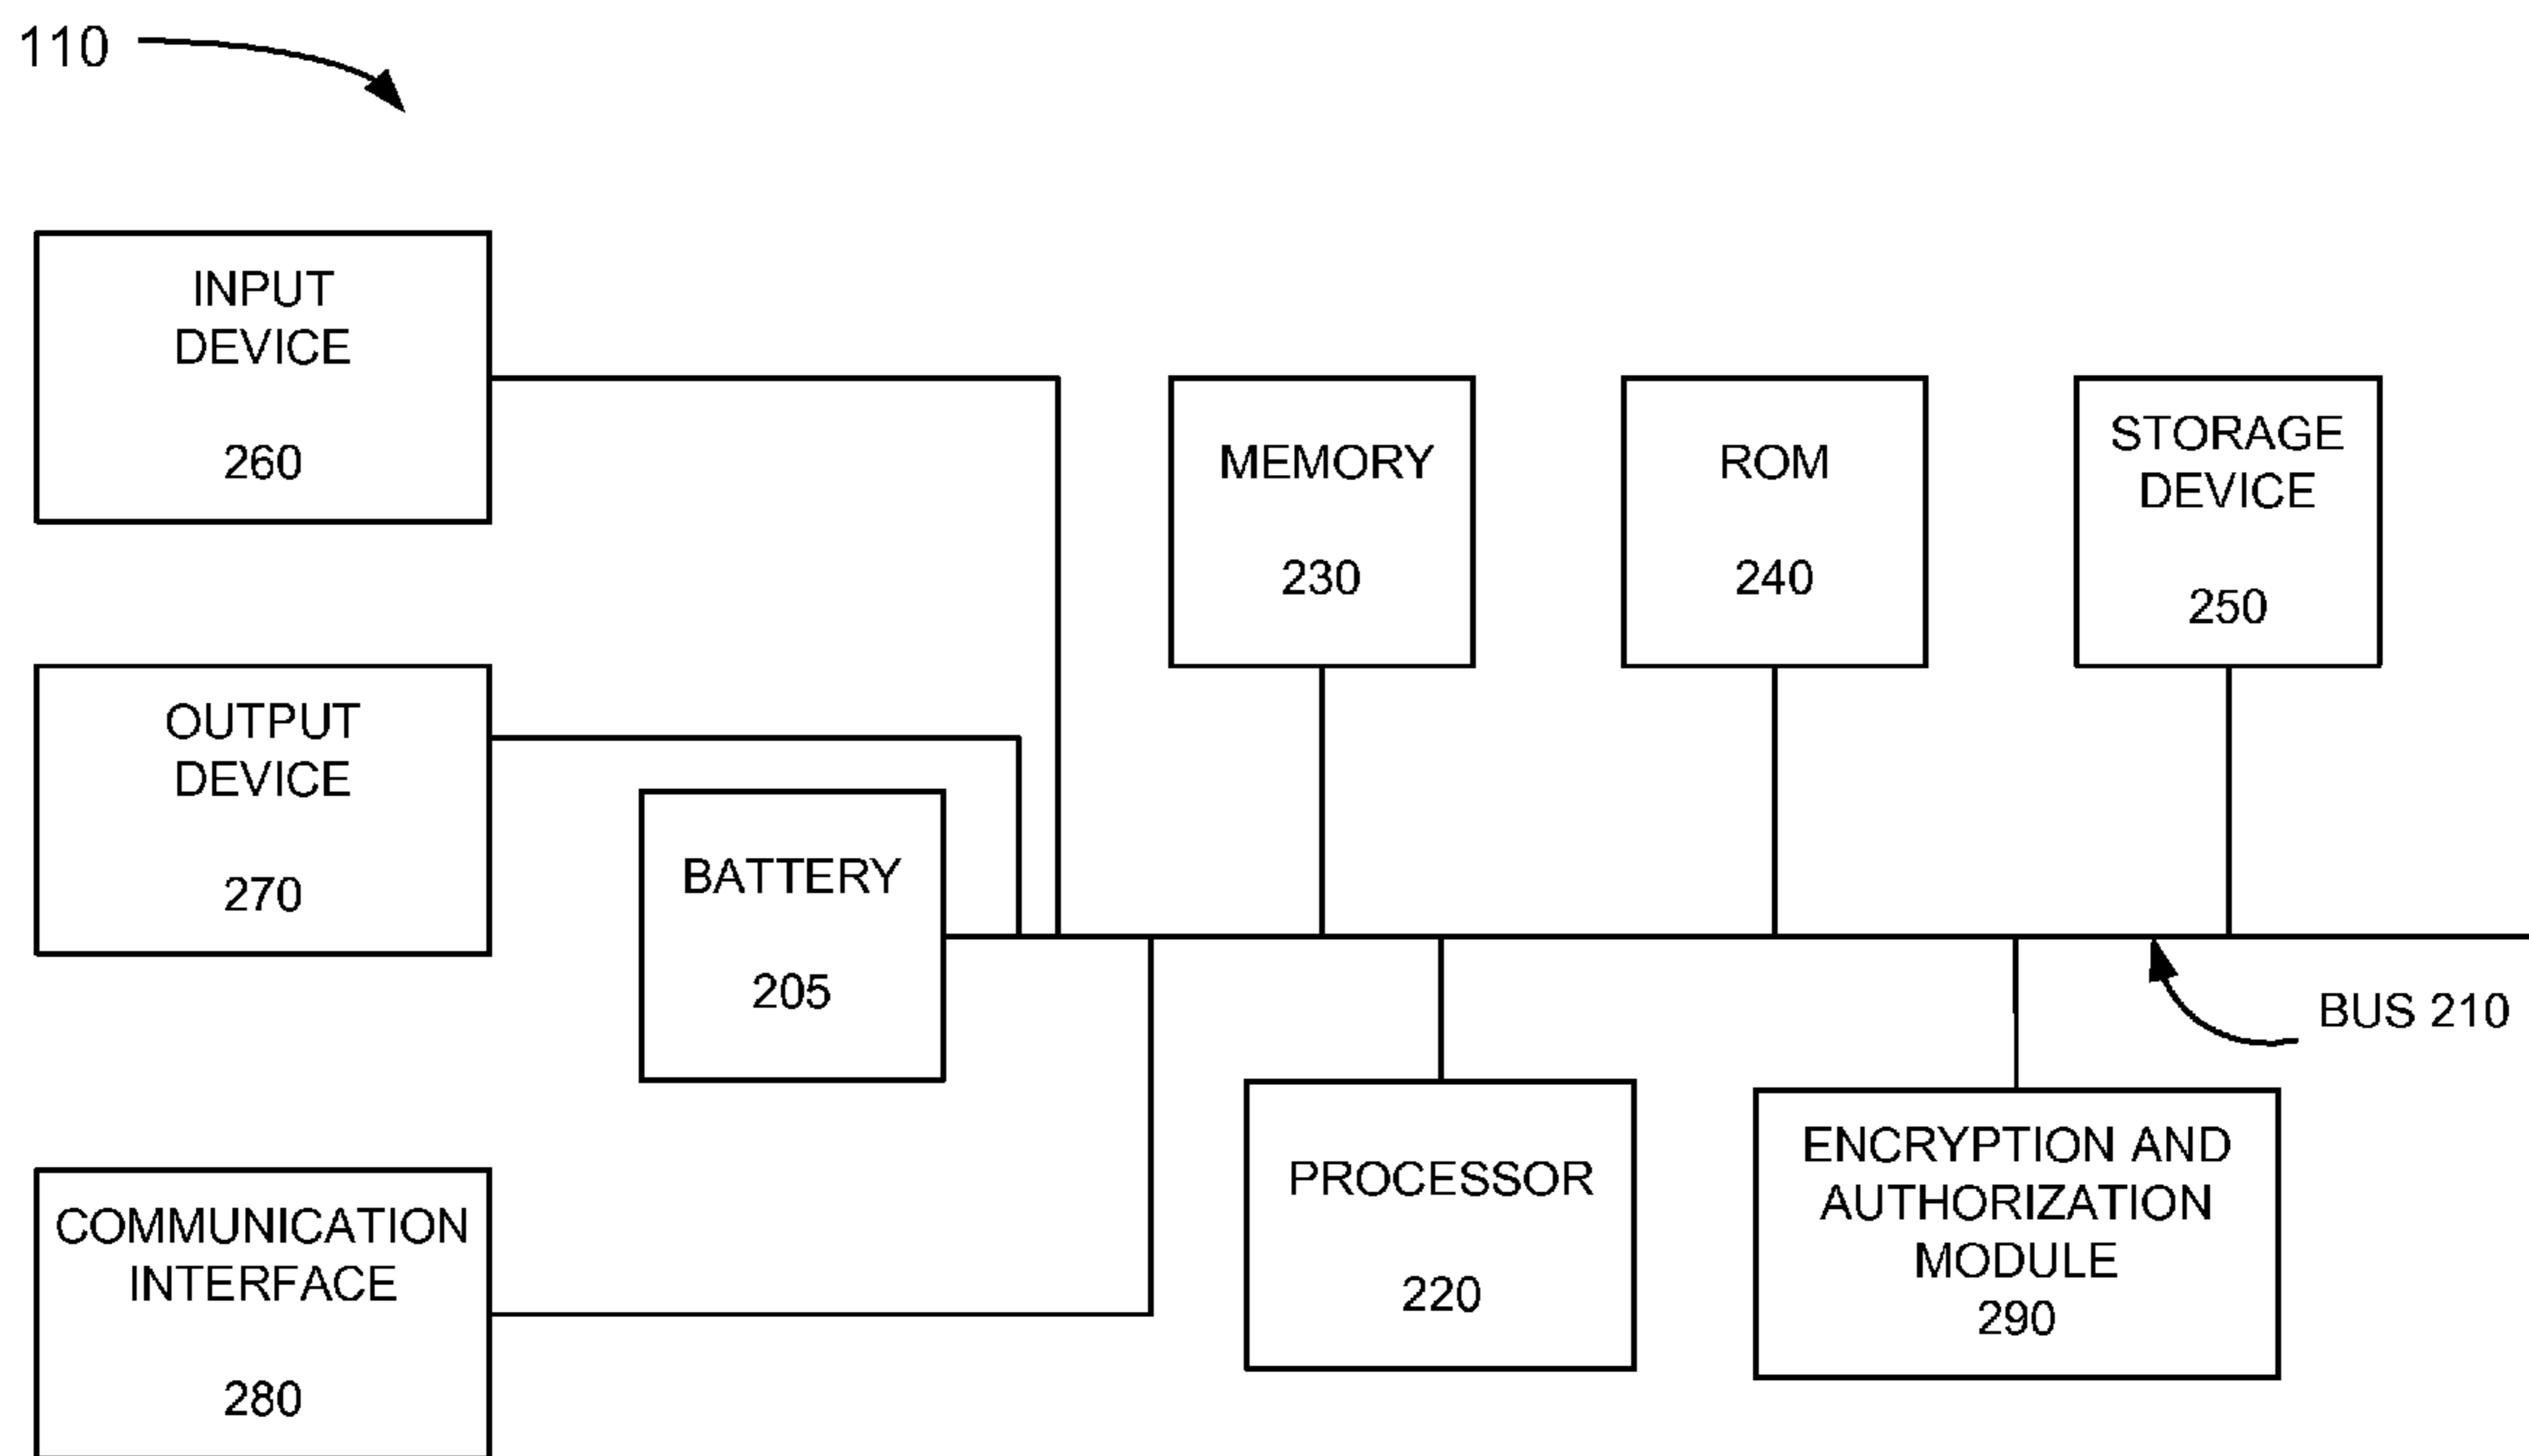 110
INPUT
DEVICE
260
MEMORY
230
ROM
240
STORAGE
DEVICE
250
OUTPUT
DEVICE
270
BATTERY
205
BUS 210
COMMUNICATION
INTERFACE
280
PROCESSOR
220
ENCRYPTION AND
AUTHORIZATION
MODULE
290